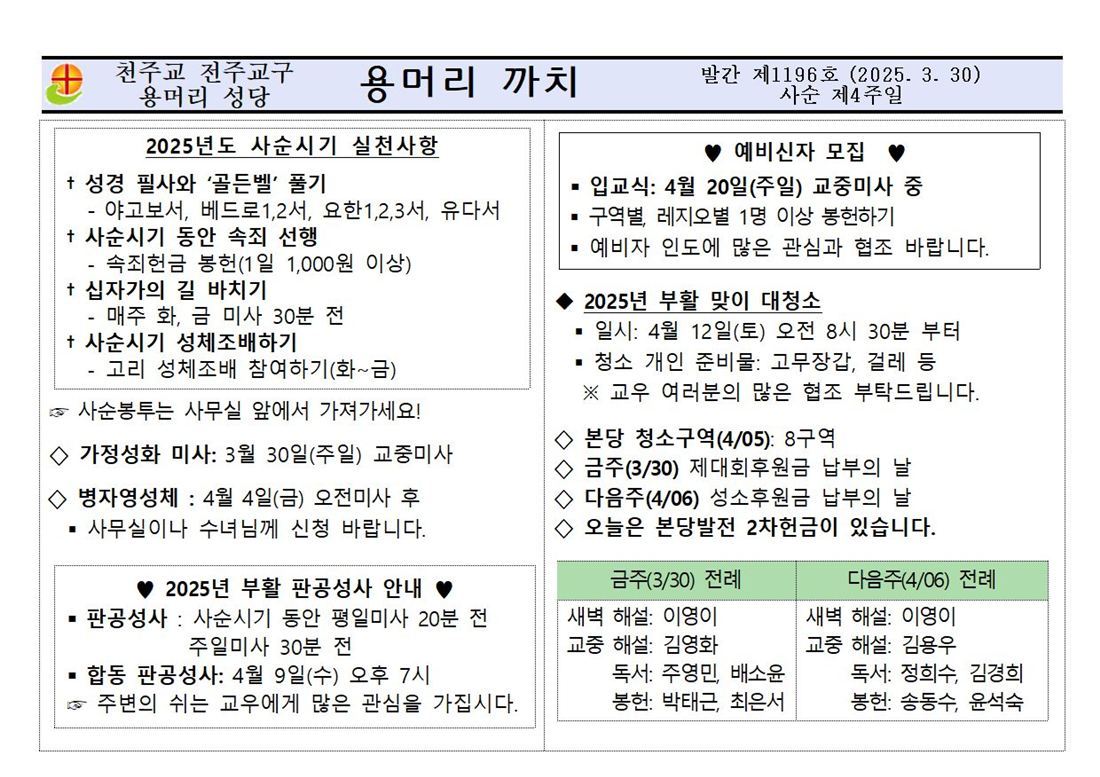 천주교 전주교구
용머리 성당
용머리 까치
발간 제1196호 (2025. 3. 30)
사순 제4주일
2025년도 사순시기 실천사항
† 성경 필사와 ‘골든벨’ 풀기
- 야고보서, 베드로1,2서, 요한1,2,3서, 유다서
† 사순시기 동안 속죄 선행
- 속죄헌금 봉헌(1일 1,000원 이상)
† 십자가의 길 바치기
- 매주 화, 금 미사 30분 전
† 사순시기 성체조배하기
- 고리 성체조배 참여하기(화~금)
☞ 사순봉투는 사무실 앞에서 가져가세요!
◇ 가정성화 미사: 3월 30일(주일) 교중미사
◇ 병자영성체 : 4월 4일(금) 오전미사 후
▪ 사무실이나 수녀님께 신청 바랍니다.
♥ 2025년 부활 판공성사 안내 ♥
▪ 판공성사 : 사순시기 동안 평일미사 20분 전
주일미사 30분 전
▪ 합동 판공성사: 4월 9일(수) 오후 7시
☞ 주변의 쉬는 교우에게 많은 관심을 가집시다.
♥ 예비신자 모집 ♥
▪ 입교식: 4월 20일(주일) 교중미사 중
▪ 구역별, 레지오별 1명 이상 봉헌하기
▪ 예비자 인도에 많은 관심과 협조 바랍니다.
◆ 2025년 부활 맞이 대청소
▪ 일시: 4월 12일(토) 오전 8시 30분 부터
▪ 청소 개인 준비물: 고무장갑, 걸레 등
※ 교우 여러분의 많은 협조 부탁드립니다.
◇ 본당 청소구역(4/05): 8구역
◇ 금주(3/30) 제대회후원금 납부의 날
◇ 다음주(4/06) 성소후원금 납부의 날
◇ 오늘은 본당발전 2차헌금이 있습니다.
금주(3/30) 전례
새벽 해설: 이영이
교중 해설: 김영화
독서: 주영민, 배소윤
봉헌: 박태근, 최은서
다음주(4/06) 전례
새벽 해설: 이영이
교중 해설: 김용우
독서: 정희수, 김경희
봉헌: 송동수, 윤석숙